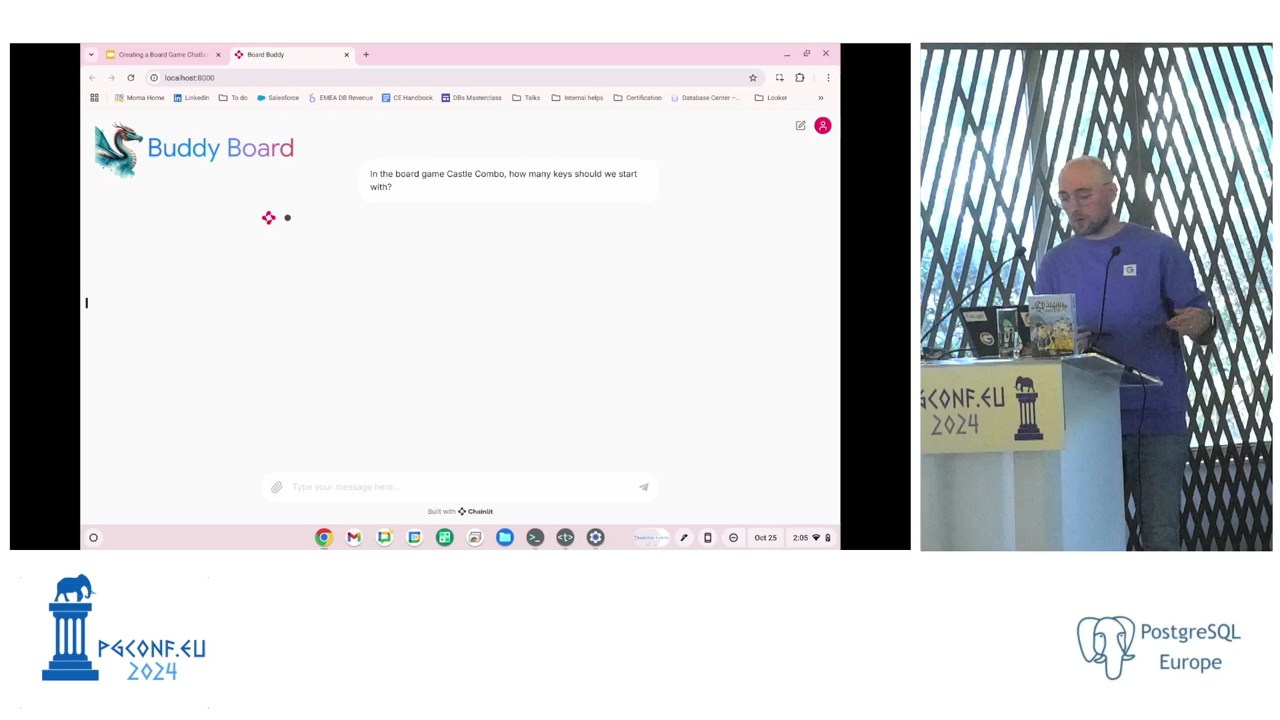 Creating a Board Game Chatbo
Board Buddy
localhost:8000
Moma Home
LinkedIn
To do
Salesforce
EMEA DB Revenue
CE Handbook
DBs Masterclass
Talks
Internal helps
Certification
Database Center –...
Looker
Buddy Board
In the board game Castle Combo, how many keys should we start
with?
Type your message here...
Built with Chainlit
Oct 25
2:05
G
PGCONF.EU
2024
PGCONF.EU
2024
PostgreSQL
Europe